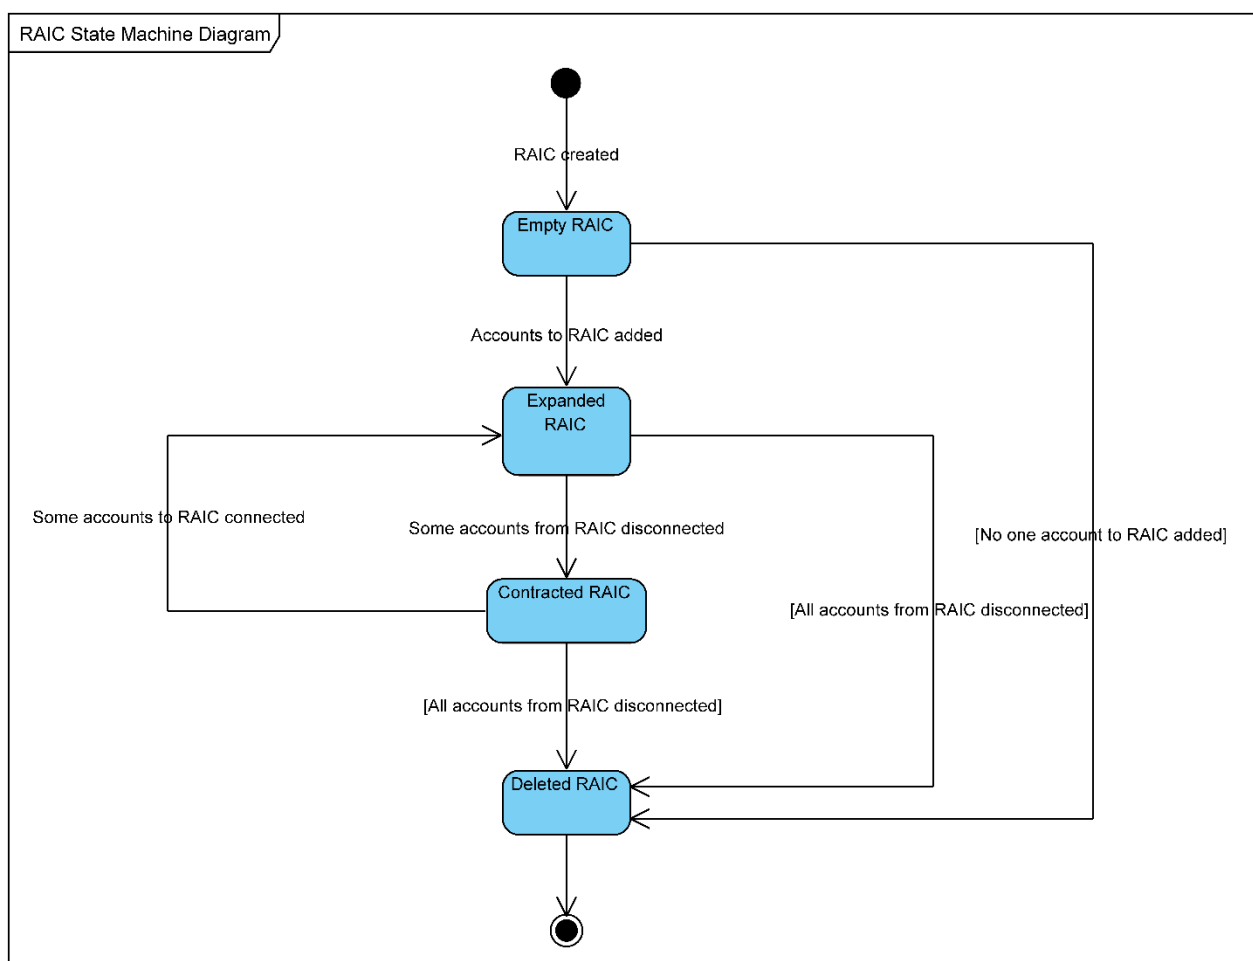 RAIC State Machine Diagram
RAIC created
Empty RAIC
Accounts to RAIC added
Expanded
RAIC
Some accounts to RAIC connected
Some accounts from RAIC disconnected
[No one account to RAIC added]
Contracted RAIC
[All accounts from RAIC disconnected]
[All accounts from RAIC disconnected]
Deleted RAIC